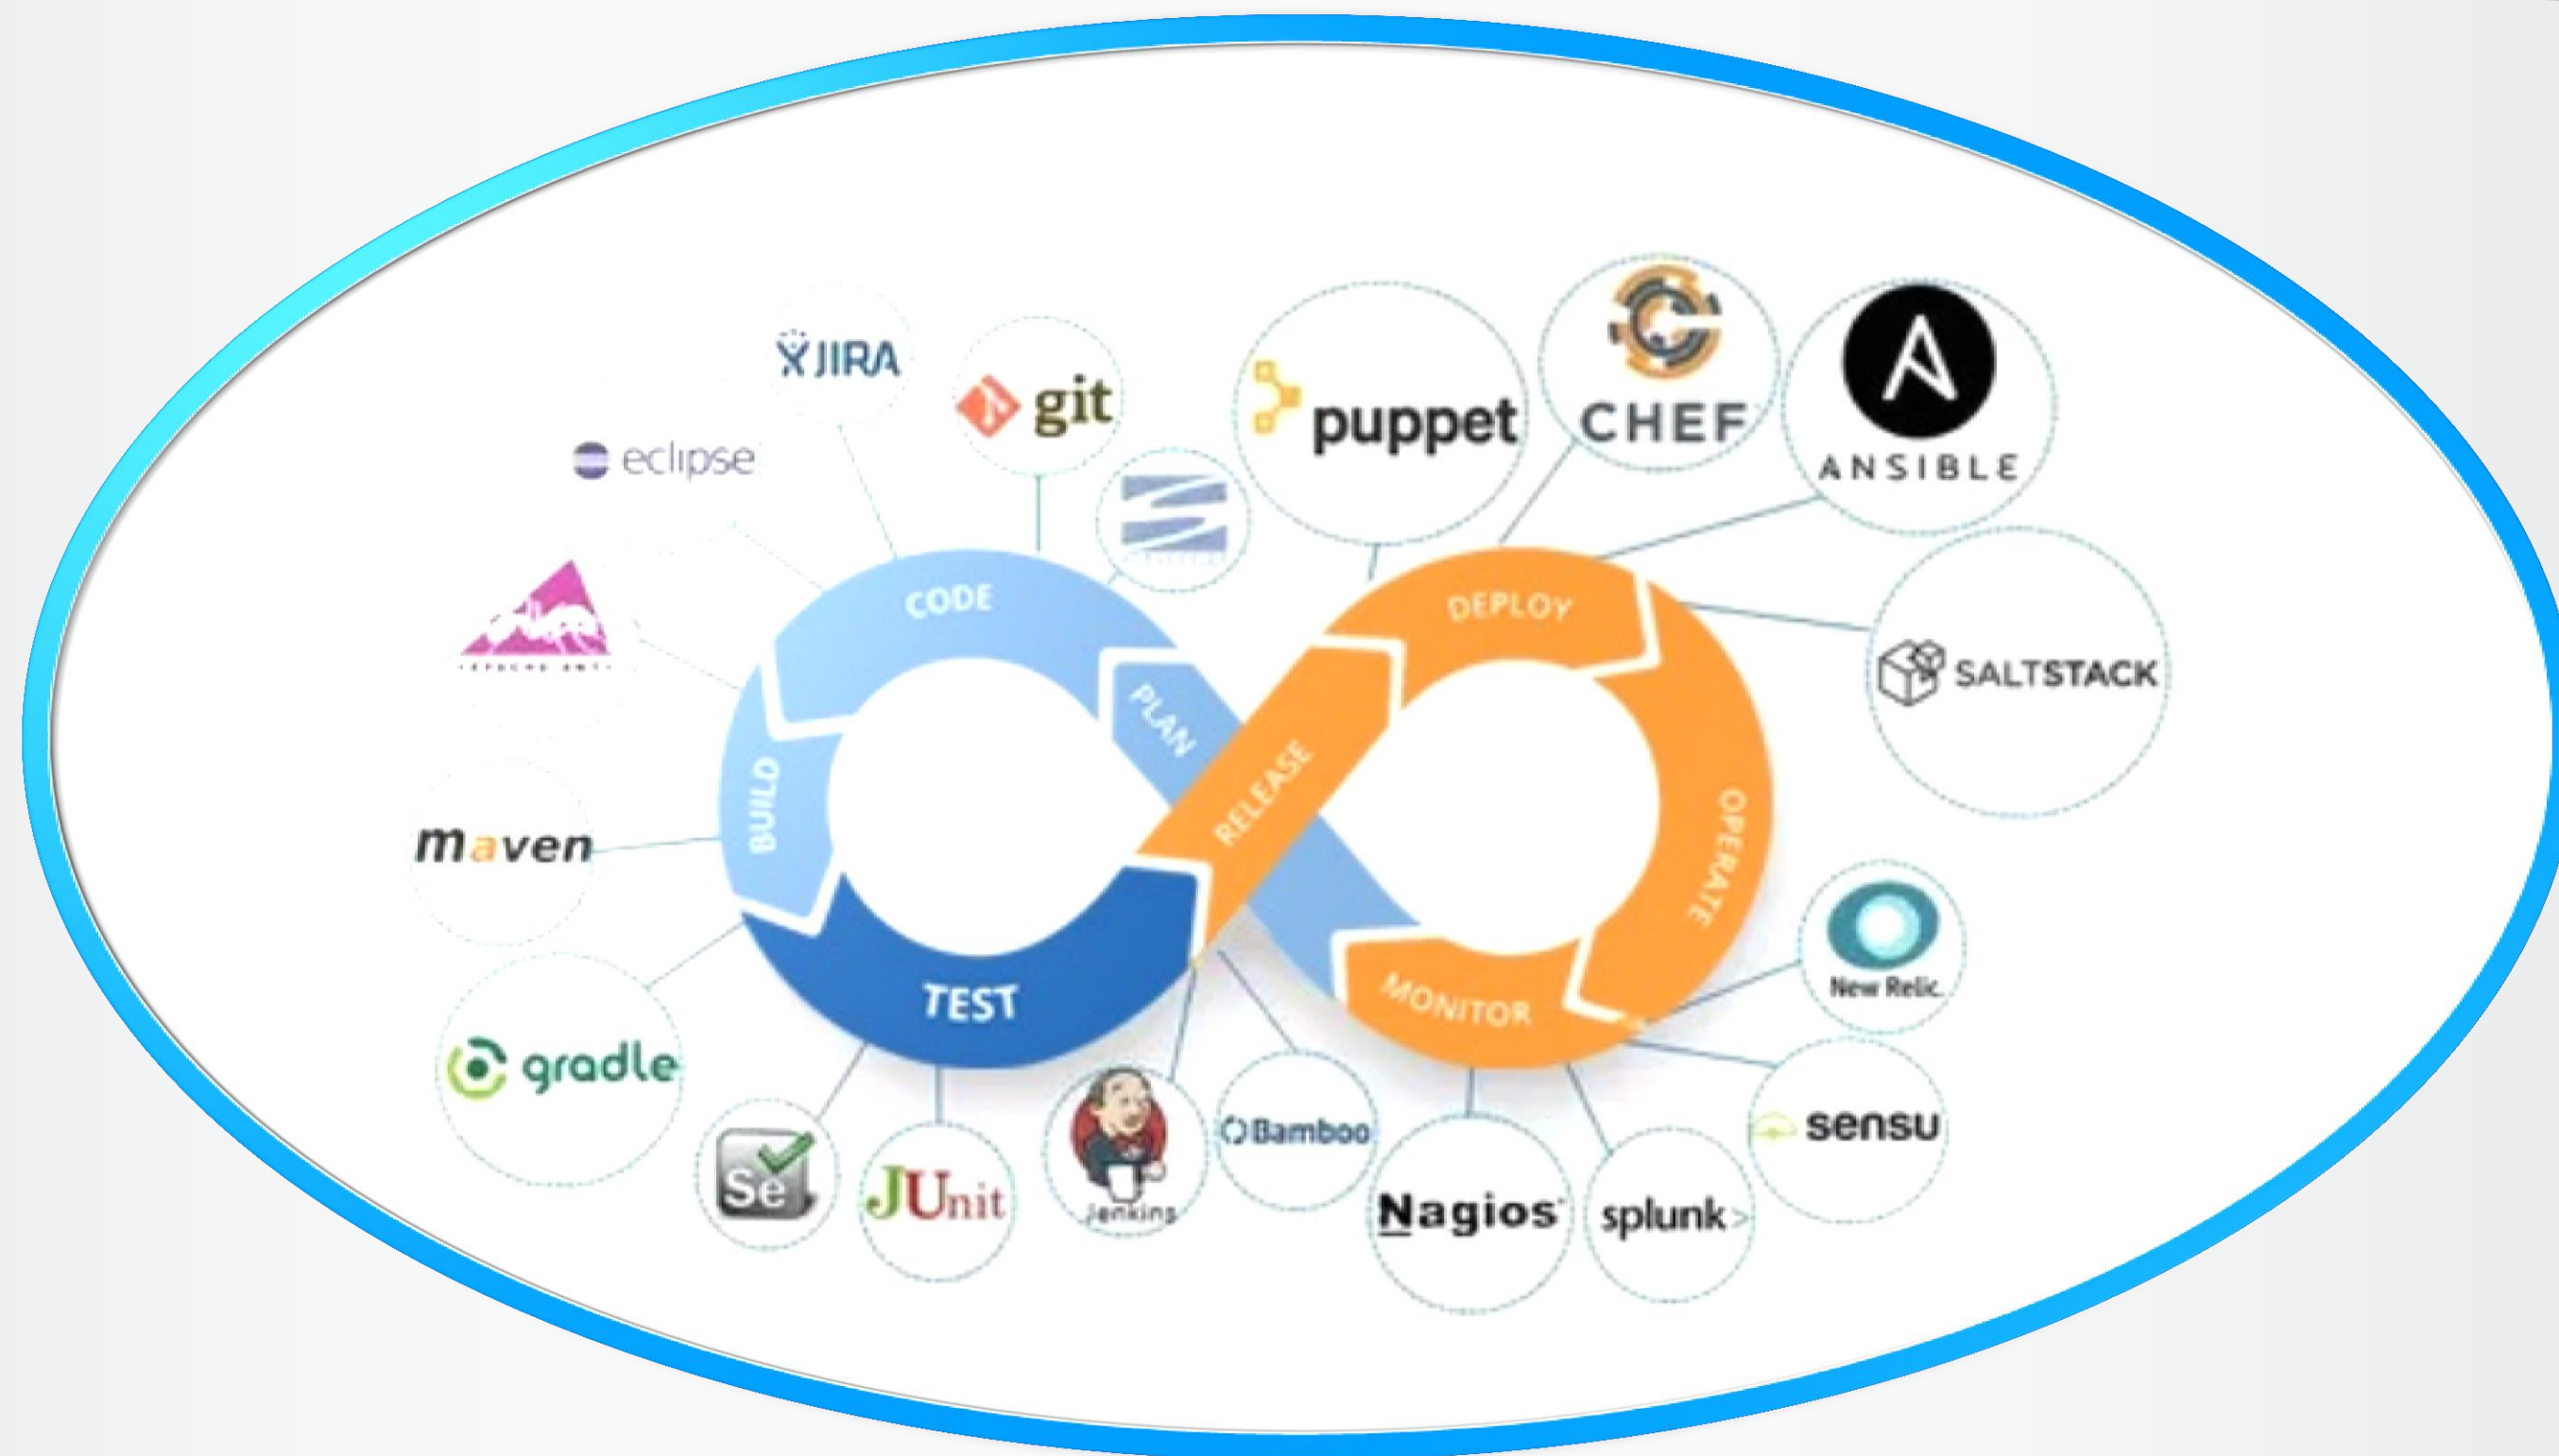 JIRA
git
eclipse
puppet
CHEF
ANSIBLE
CODE
DEPLOY
PLAN
SALTSTACK
BUILD
RELEASE
OPERATE
maven
TEST
MONITOR
New Relic.
gradle
Se
JUnit
Jenkins
Bamboo
Nagios
splunk>
sensu